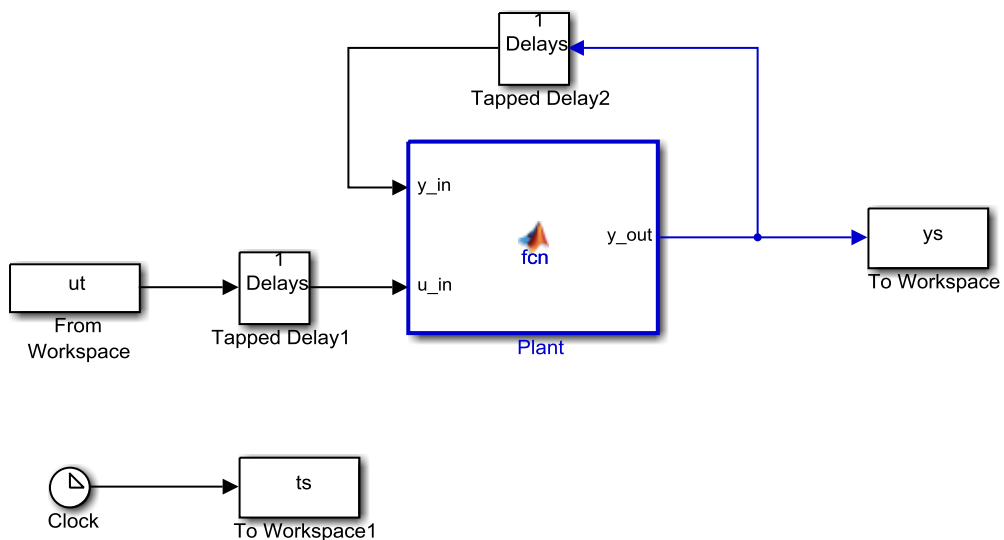 1
Delays
Tapped Delay2
y_in
y_out
fcn
u_in
Plant
ys
To Workspace
ut
From
Workspace
1
Delays
Tapped Delay1
Clock
ts
To Workspace1